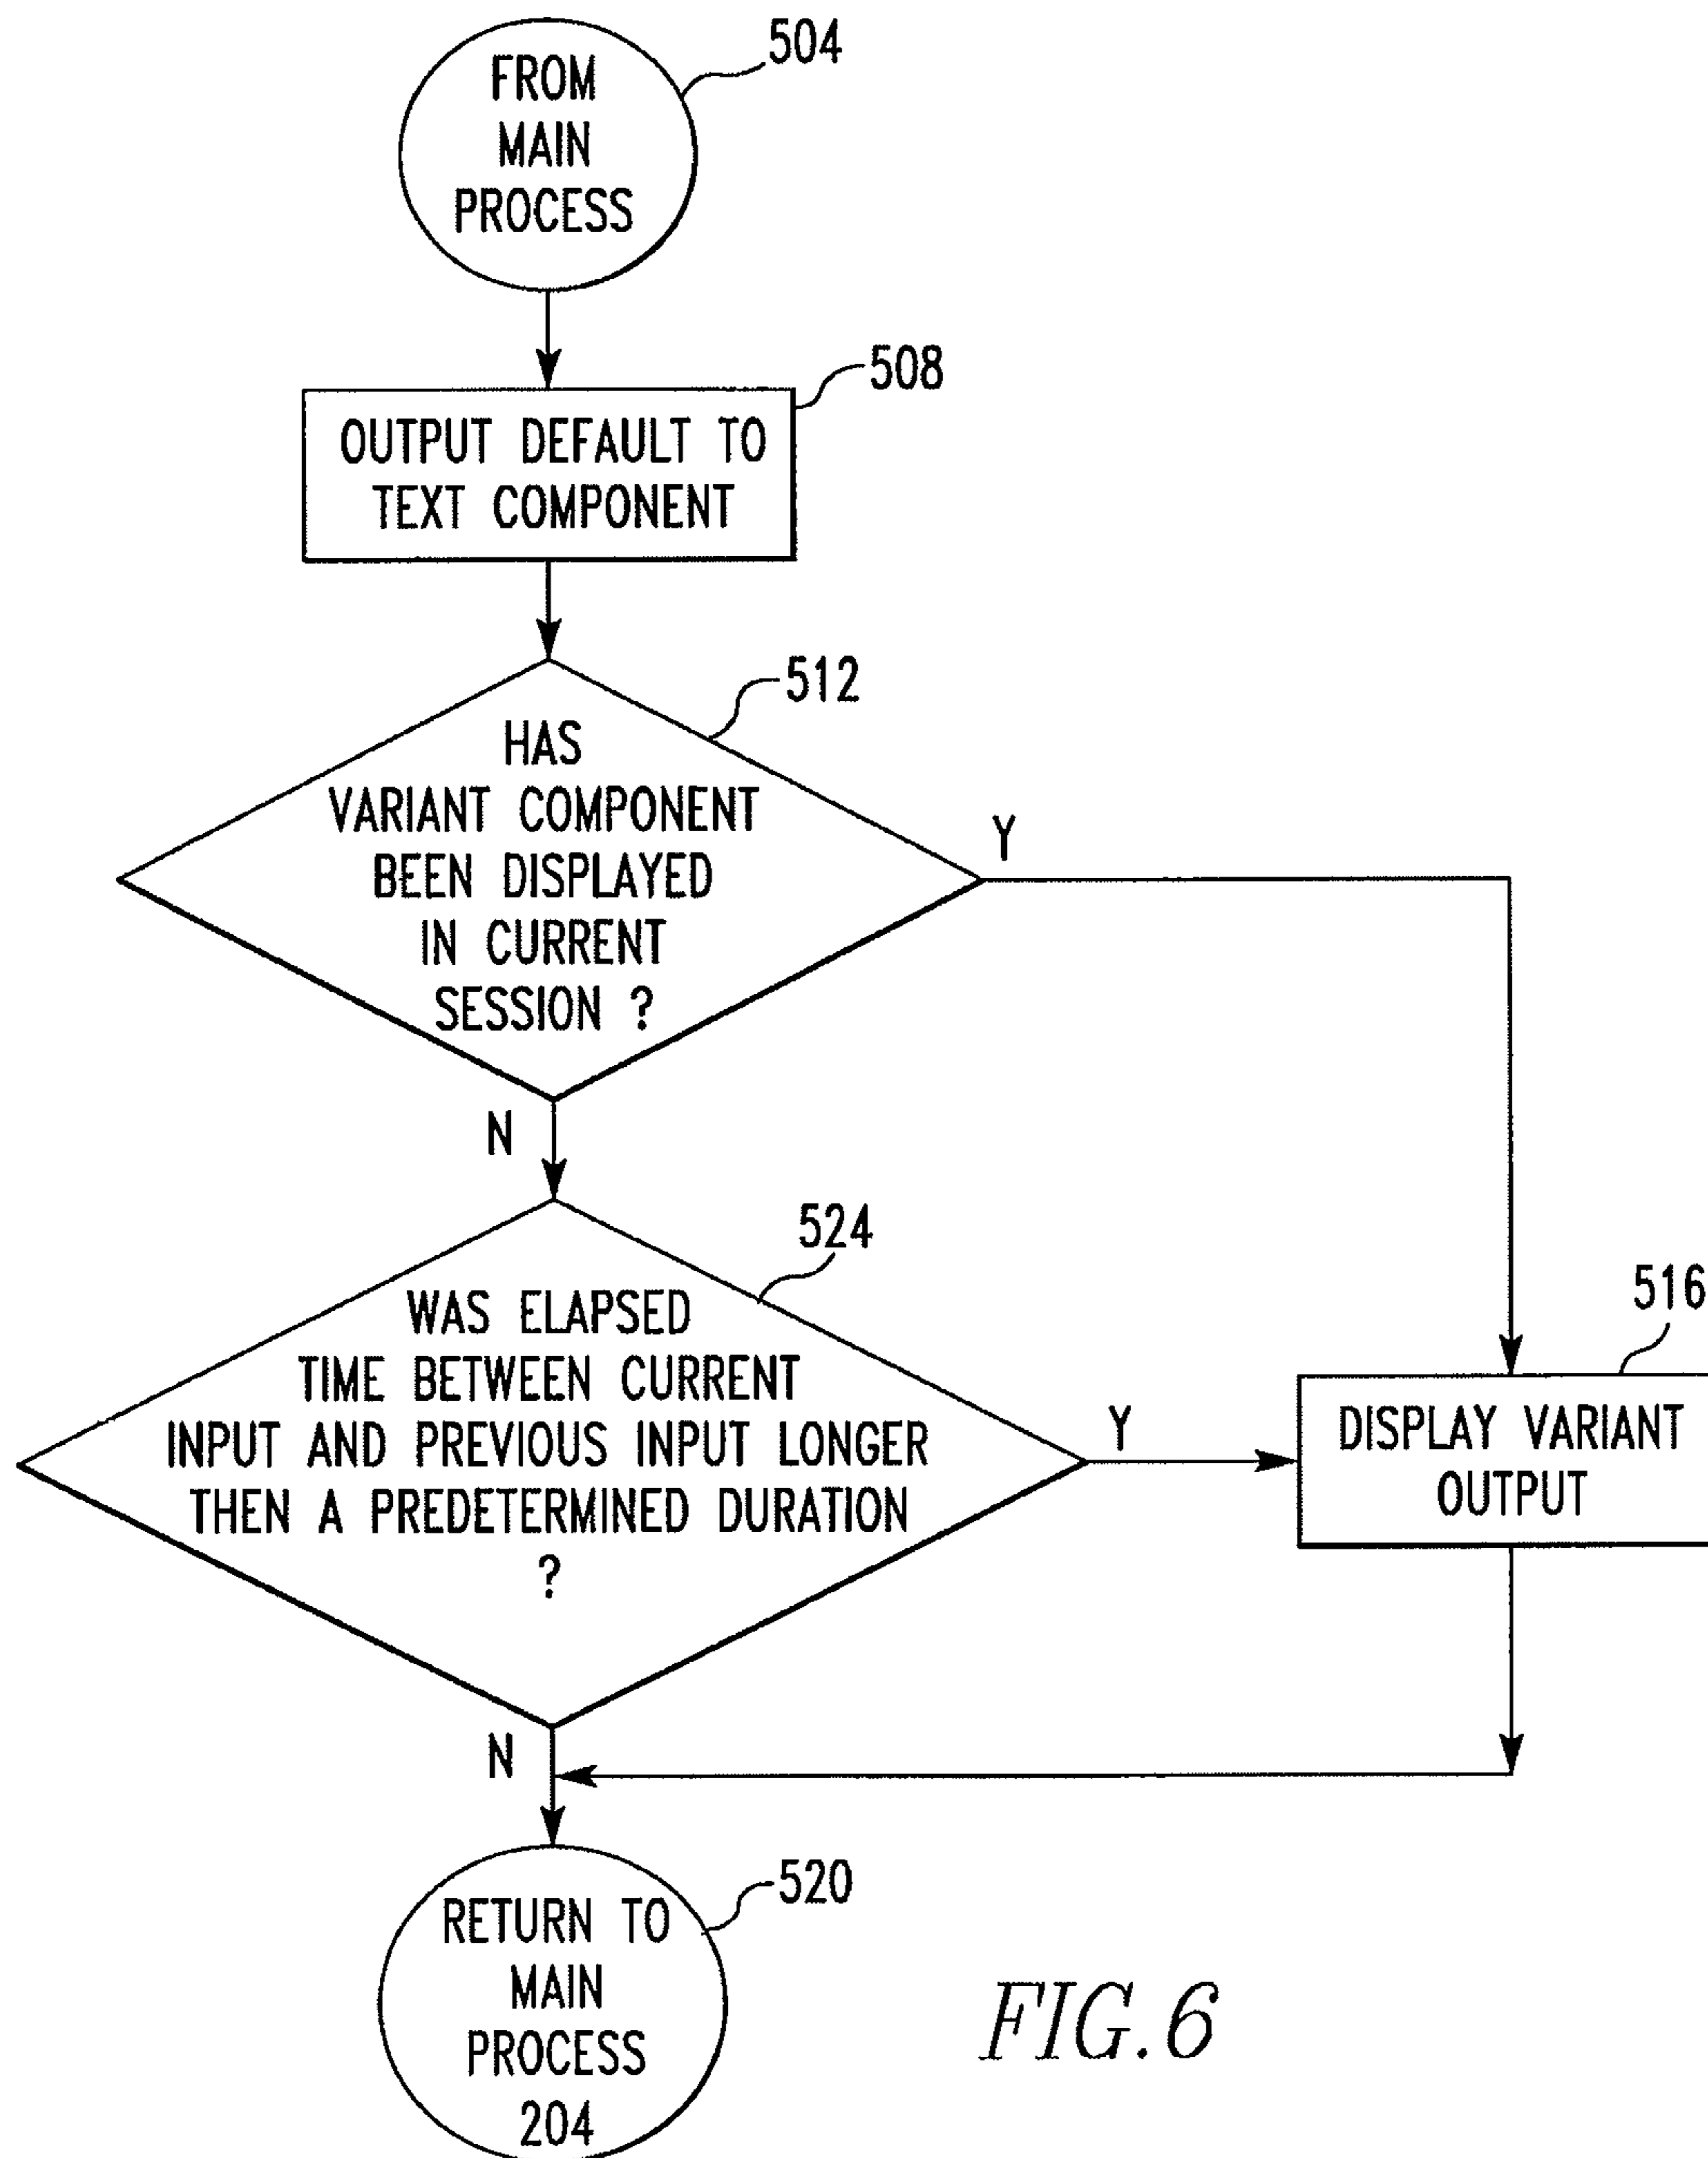 504
FROM
MAIN
PROCESS
508
OUTPUT DEFAULT TO
TEXT COMPONENT
512
HAS
VARIANT COMPONENT
BEEN DISPLAYED
IN CURRENT
SESSION ?
Y
N
524
WAS ELAPSED
TIME BETWEEN CURRENT
INPUT AND PREVIOUS INPUT LONGER
THEN A PREDETERMINED DURATION
?
Y
516
DISPLAY VARIANT
OUTPUT
N
520
RETURN TO
MAIN
PROCESS
204
FIG.6